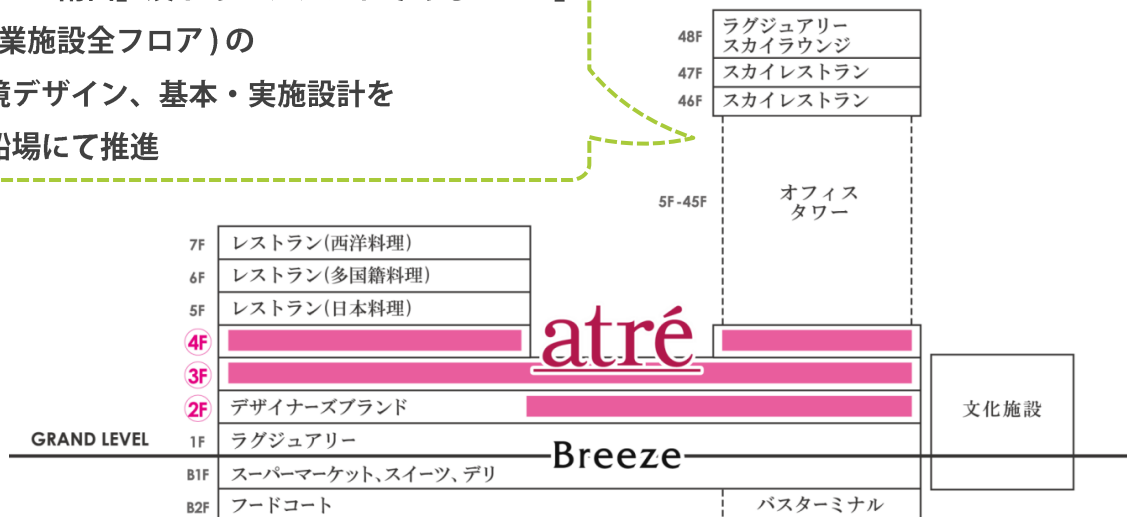 業施設全フロア)の
デザイン、基本・実施設計を
場にて推進
48F ラグジュアリー
スカイラウンジ
47F スカイレストラン
46F スカイレストラン
5F-45F オフィス
タワー
7F レストラン(西洋料理)
6F レストラン(多国籍料理)
5F レストラン(日本料理)
4F
atré
3F
2F デザイナーズブランド
文化施設
GRAND LEVEL 1F ラグジュアリー
Breeze
B1F スーパーマーケット、スイーツ、デリ
B2F フードコート バスターミナル